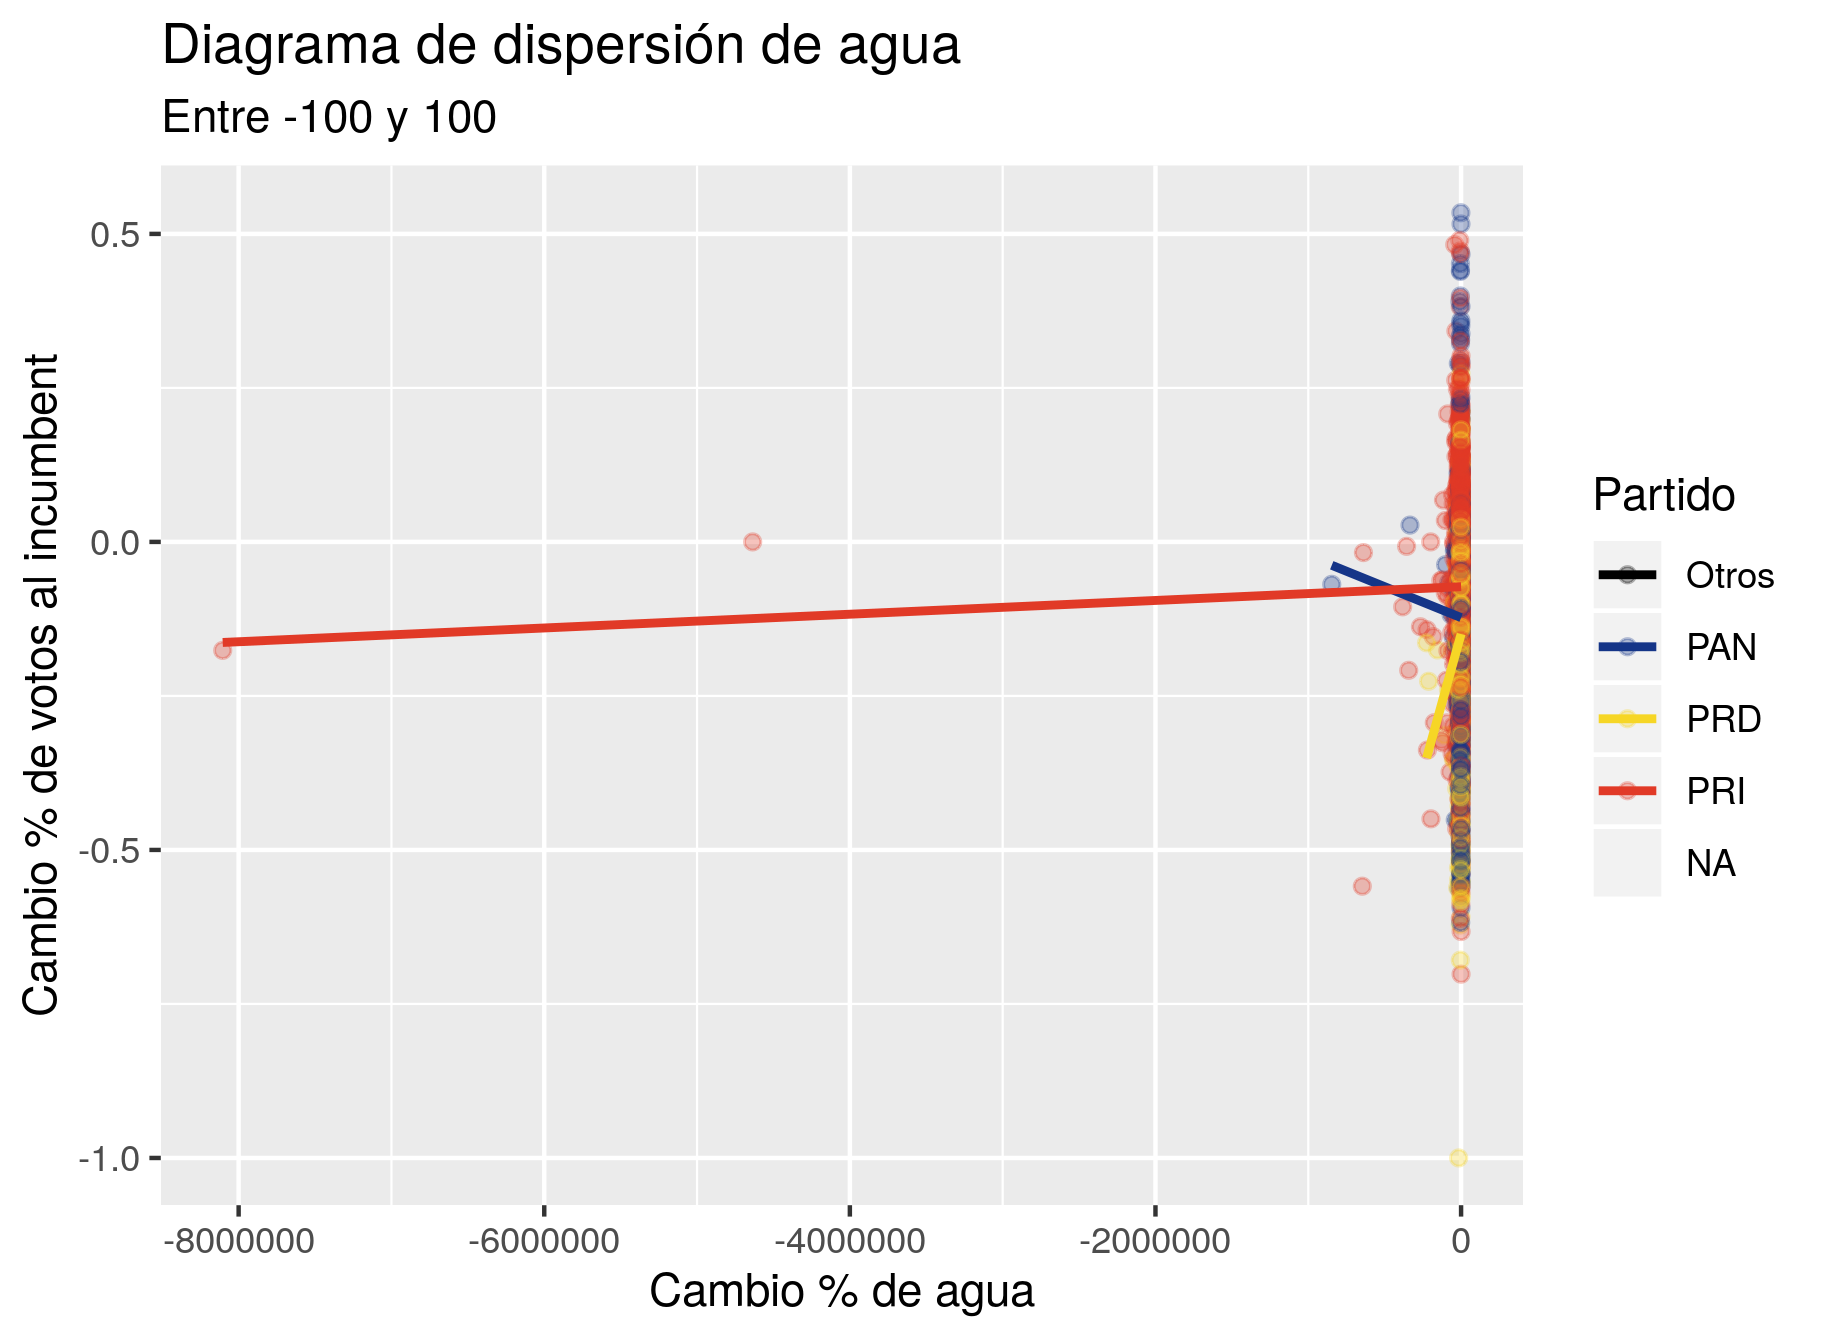 Diagrama de dispersión de agua
Entre -100 y 100
Cambio % de votos al incumbent
0.5
0.0
-0.5
-1.0
-8000000
-6000000
-4000000
-2000000
0
Cambio % de agua
Partido
Otros
PAN
PRD
PRI
NA